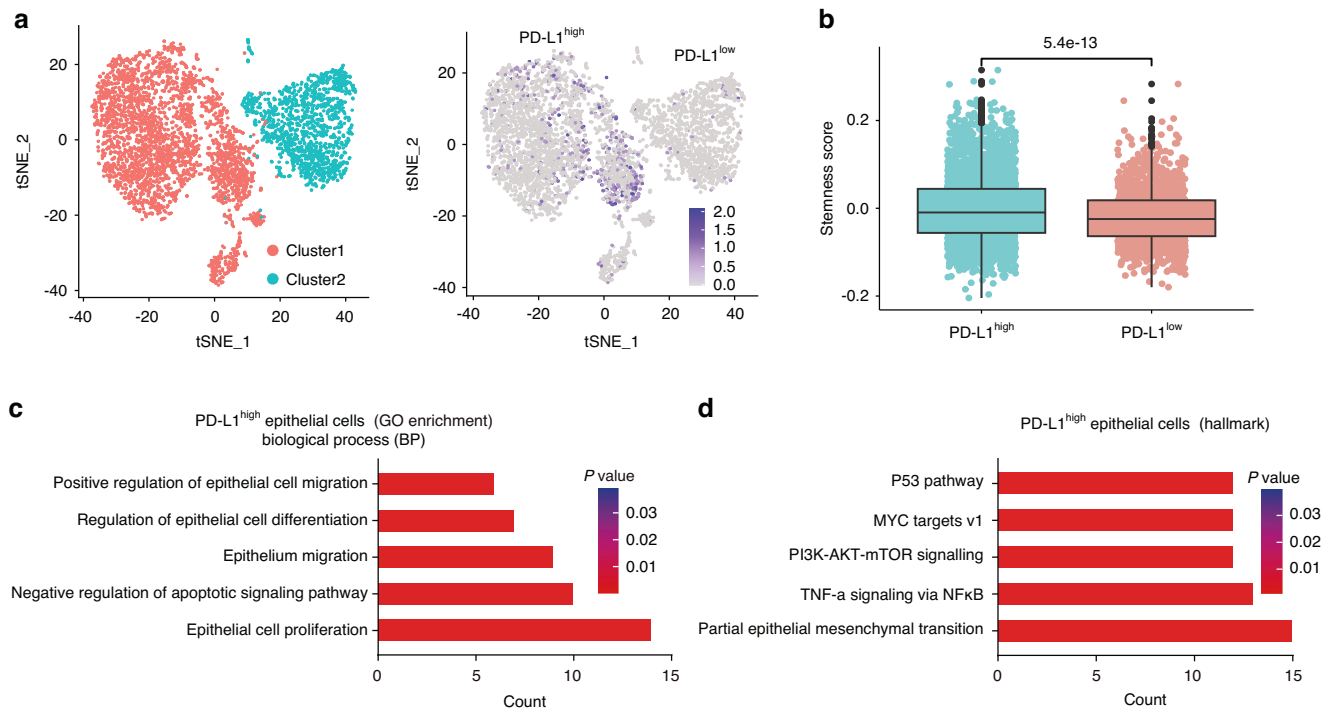 a
tSNE_2
20
0
-20
-40
-40
-20
0
20
40
tSNE_1
Cluster1
Cluster2
PD-L1high
PD-L1low
tSNE_2
20
0
-20
-40
-40
-20
0
20
40
tSNE_1
2.0
1.5
1.0
0.5
0.0
b
5.4e-13
Stemness score
0.2
0.0
-0.2
PD-L1high
PD-L1low
c
PD-L1high epithelial cells (GO enrichment)
biological process (BP)
Positive regulation of epithelial cell migration
Regulation of epithelial cell differentiation
Epithelium migration
Negative regulation of apoptotic signaling pathway
Epithelial cell proliferation
0
5
10
15
Count
P value
0.03
0.02
0.01
d
PD-L1high epithelial cells (hallmark)
P53 pathway
MYC targets v1
PI3K-AKT-mTOR signalling
TNF-a signaling via NFκB
Partial epithelial mesenchymal transition
0
5
10
15
Count
P value
0.03
0.02
0.01